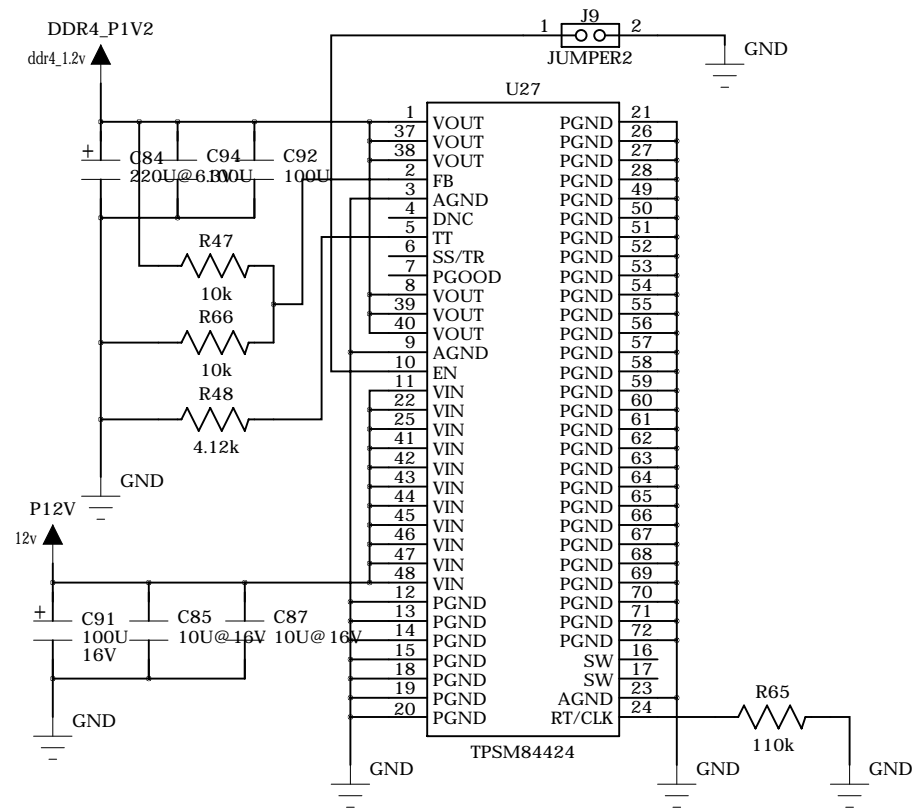 DDR4_P1V2
ddr4_1.2v
1 J9 2
JUMPER2
GND
U27
1 VOUT PGND 21
37 VOUT PGND 26
38 VOUT PGND 27
2 FB PGND 28
3 AGND PGND 49
4 DNC PGND 50
5 TT PGND 51
6 SS/TR PGND 52
7 PGOOD PGND 53
8 VOUT PGND 54
39 VOUT PGND 55
40 VOUT PGND 56
9 AGND PGND 57
10 EN PGND 58
11 VIN PGND 59
22 VIN PGND 60
25 VIN PGND 61
41 VIN PGND 62
42 VIN PGND 63
43 VIN PGND 64
44 VIN PGND 65
45 VIN PGND 66
46 VIN PGND 67
47 VIN PGND 68
48 VIN PGND 69
12 PGND PGND 70
13 PGND PGND 71
14 PGND PGND 72
15 PGND SW 16
18 PGND SW 17
19 PGND AGND 23
20 PGND RT/CLK 24
TPSM84424
+ C84
220U@6.3V
C94
100U
C92
100U
R47
10k
R66
10k
R48
4.12k
GND
P12V
12v
+ C91
100U
16V
C85
10U@16V
C87
10U@16V
GND
R65
110k
GND
GND
GND